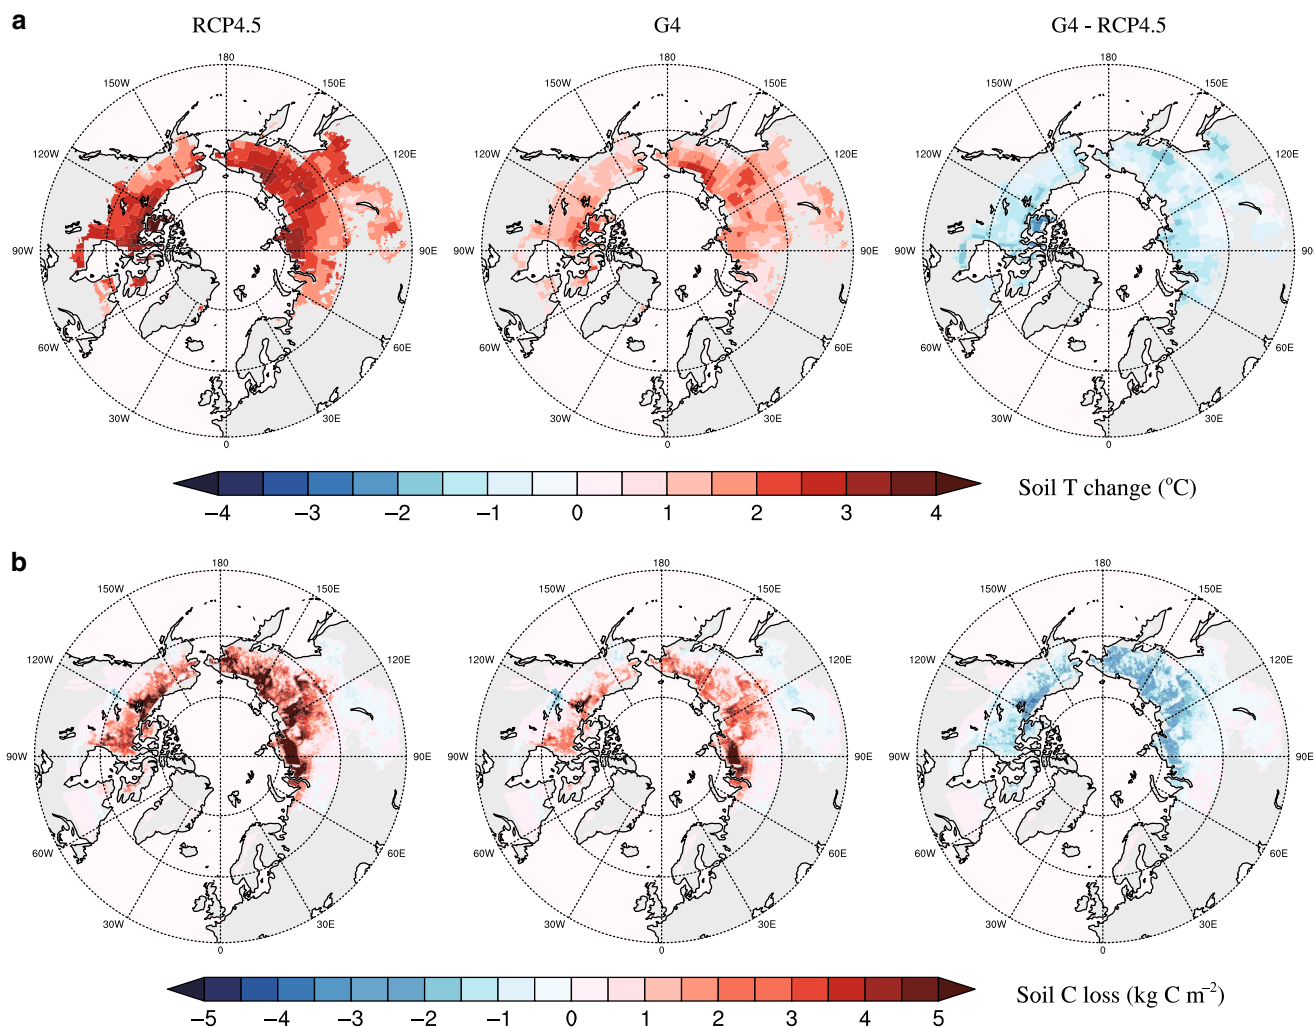 a
RCP4.5
G4
G4 - RCP4.5
180
150W
150E
120W
120E
90W
90E
60W
60E
30W
30E
0
180
150W
150E
120W
120E
90W
90E
60W
60E
30W
30E
0
180
150W
150E
120W
120E
90W
90
60W
60E
30W
30E
0
−4 −3 −2 −1 0 1 2 3 4
Soil T change (°C)
b
180
150W
150E
120W
120E
90W
90E
60W
60E
30W
30E
0
180
150W
150E
120W
120E
90W
90E
60W
60E
30W
30E
0
180
150W
150E
120W
120E
90W
90E
60W
60E
30W
30E
0
−5 −4 −3 −2 −1 0 1 2 3 4 5
Soil C loss (kg C m⁻²)